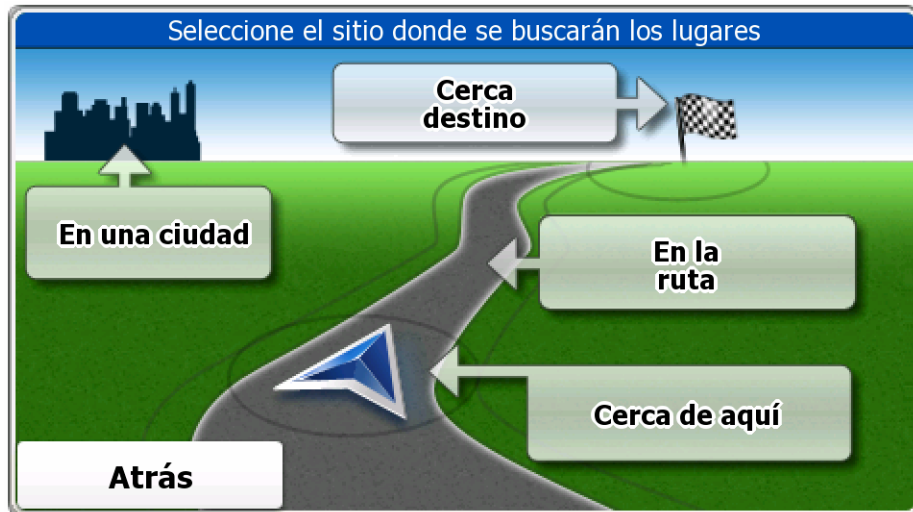 Seleccione el sitio donde se buscarán los lugares
Cerca
destino
En una ciudad
En la
ruta
Cerca de aquí
Atrás